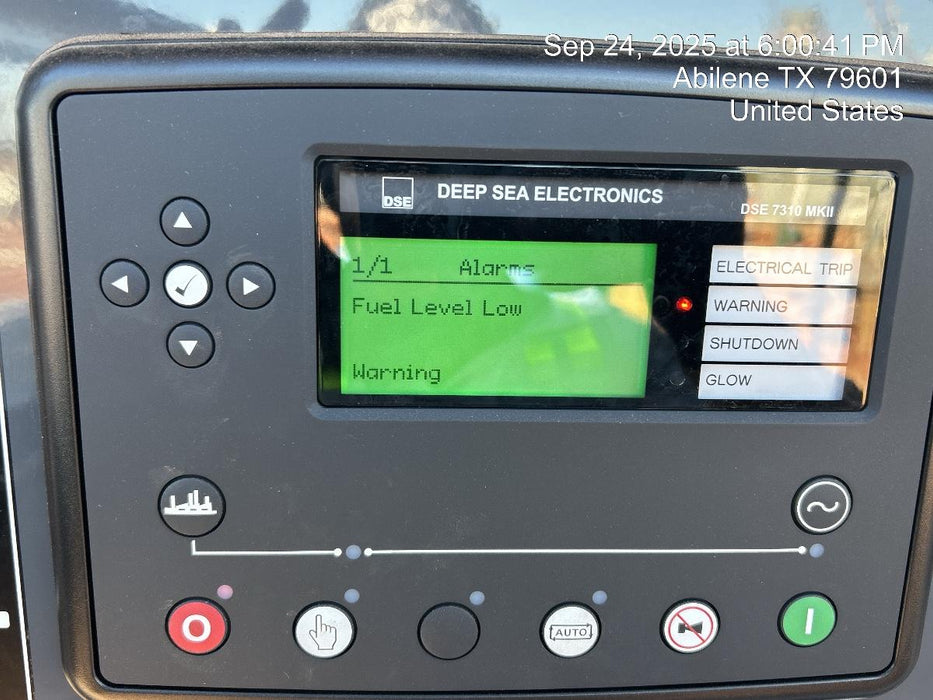 Sep 24, 2025 at 6:00:41 PM
Abilene TX 79601
United States
DSE DEEP SEA ELECTRONICS
DSE 7310 MKII
1/1 Alarms
Fuel Level Low
Warning
ELECTRICAL TRIP
WARNING
SHUTDOWN
GLOW
AUTO